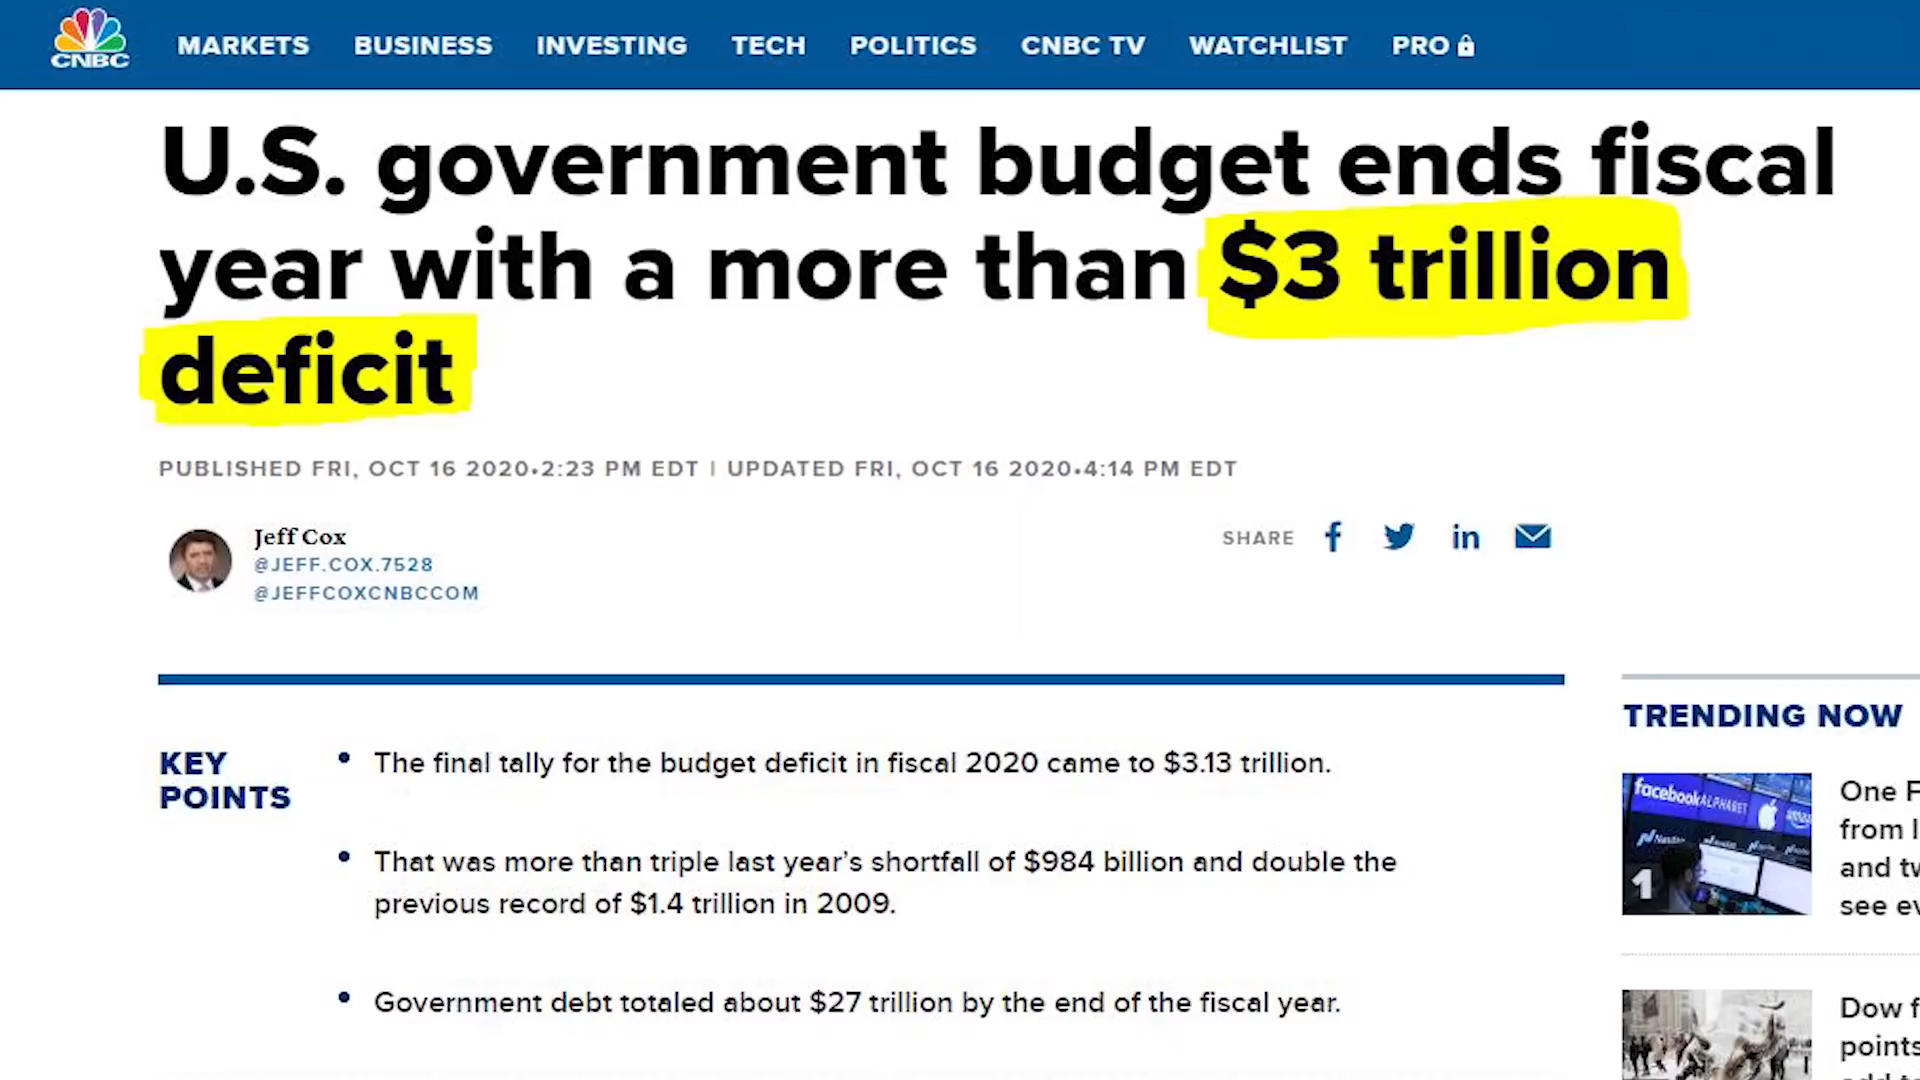 CNBC
MARKETS BUSINESS INVESTING TECH POLITICS CNBC TV WATCHLIST PRO
U.S. government budget ends fiscal
year with a more than $3 trillion
deficit
PUBLISHED FRI, OCT 16 2020•2:23 PM EDT | UPDATED FRI, OCT 16 2020•4:14 PM EDT
Jeff Cox
@JEFF.COX.7528
@JEFFCOXCNBCCOM
SHARE
KEY
POINTS
• The final tally for the budget deficit in fiscal 2020 came to $3.13 trillion.
• That was more than triple last year’s shortfall of $984 billion and double the
previous record of $1.4 trillion in 2009.
• Government debt totaled about $27 trillion by the end of the fiscal year.
TRENDING NOW
facebook ALPHABET
Nasdaq
1
One F
from
and tw
see ev
Dow f
points